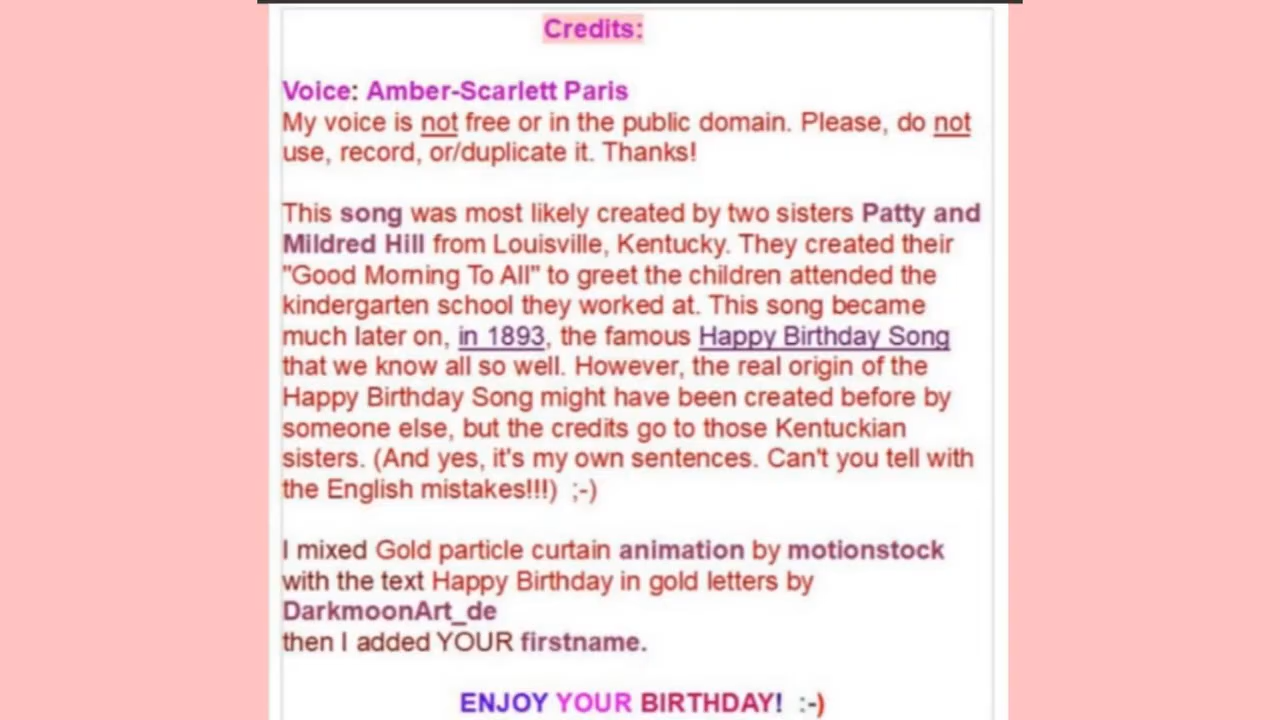 Credits:
Voice: Amber-Scarlett Paris
My voice is not free or in the public domain. Please, do not
use, record, or/duplicate it. Thanks!
This song was most likely created by two sisters Patty and
Mildred Hill from Louisville, Kentucky. They created their
"Good Morning To All" to greet the children attended the
kindergarten school they worked at. This song became
much later on, in 1893, the famous Happy Birthday Song
that we know all so well. However, the real origin of the
Happy Birthday Song might have been created before by
someone else, but the credits go to those Kentuckian
sisters. (And yes, it's my own sentences. Can't you tell with
the English mistakes!!!) ;-)
I mixed Gold particle curtain animation by motionstock
with the text Happy Birthday in gold letters by
DarkmoonArt_de
then I added YOUR firstname.
ENJOY YOUR BIRTHDAY! :-)